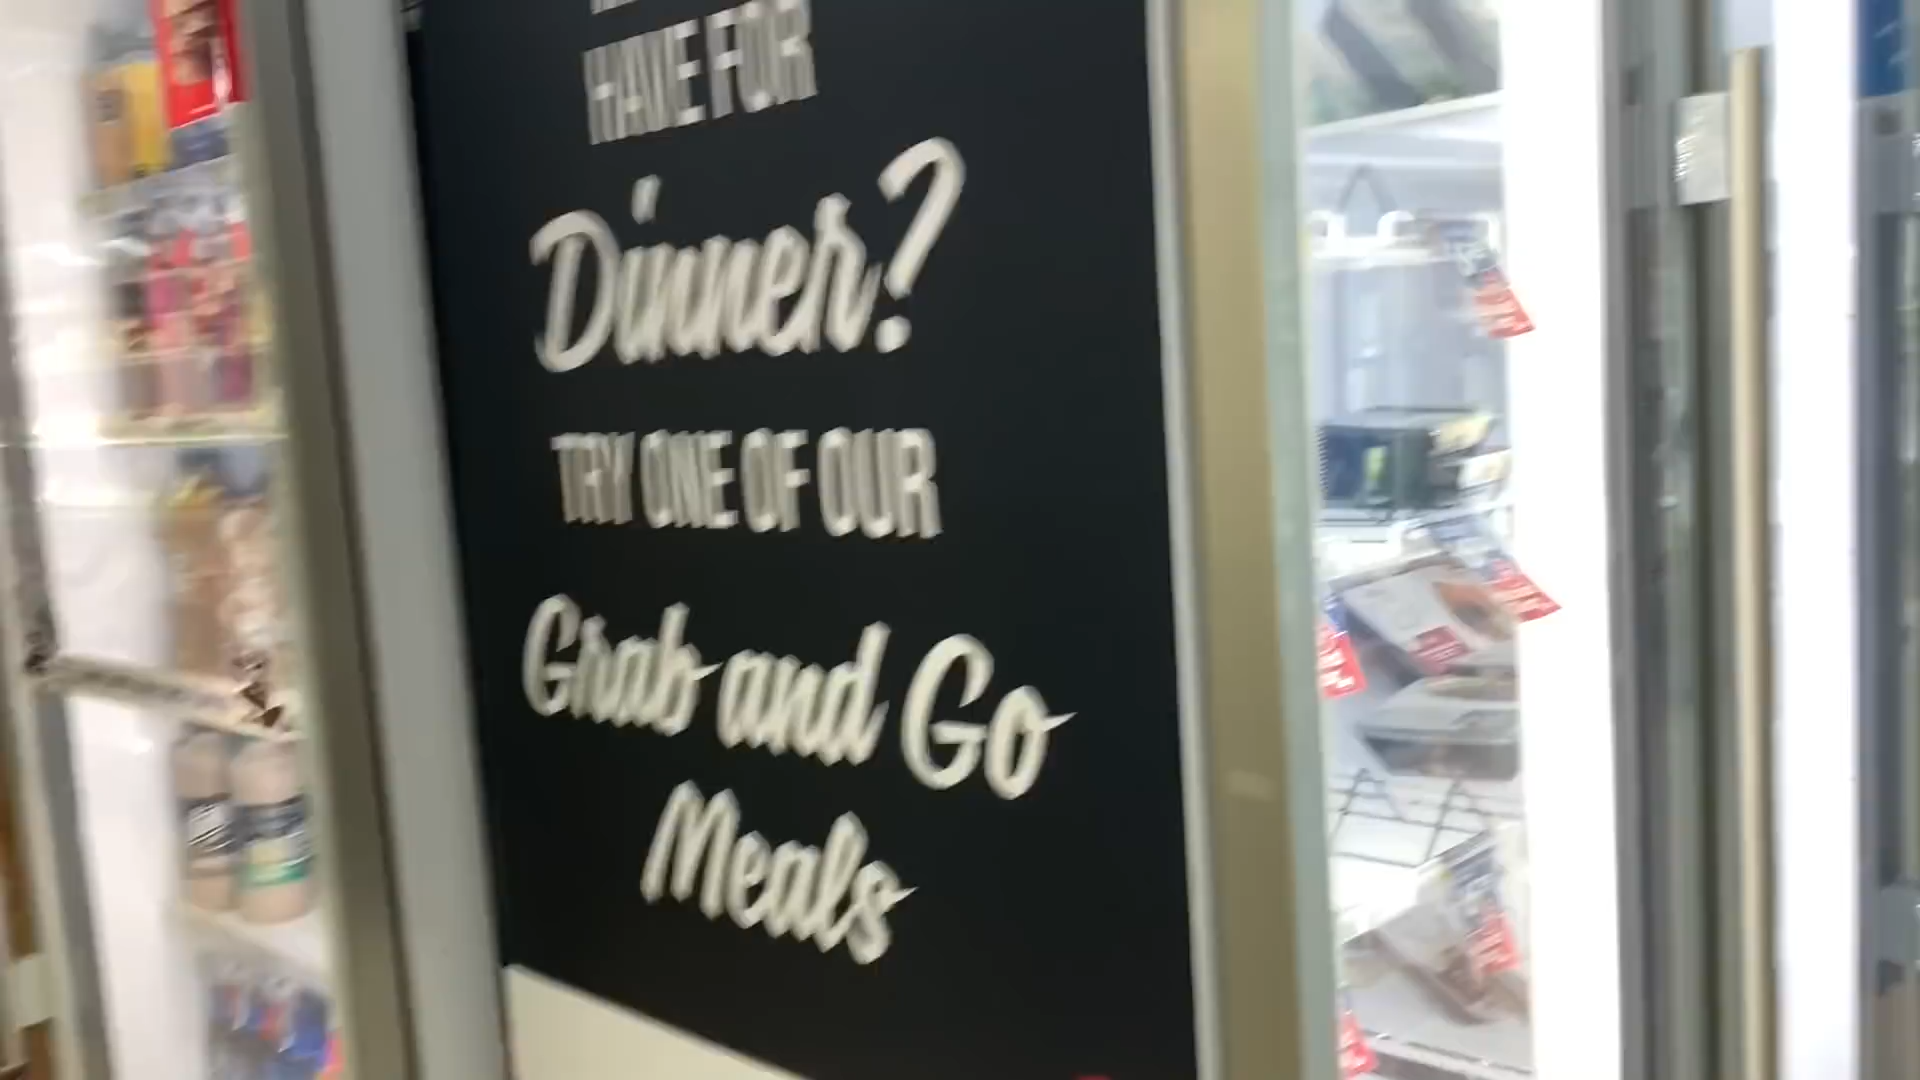 HAVE FOR
Dinner?
TRY ONE OF OUR
Grab and Go
Meals